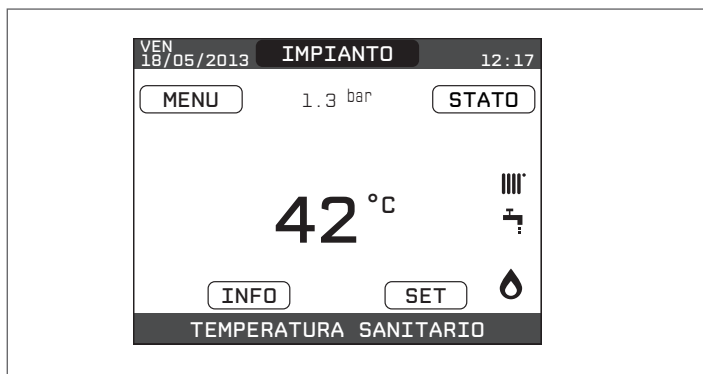 VEN
18/05/2013 IMPIANTO 12:17
MENU 1.3 bar STATO
42 °C
INFO SET
TEMPERATURA SANITARIO